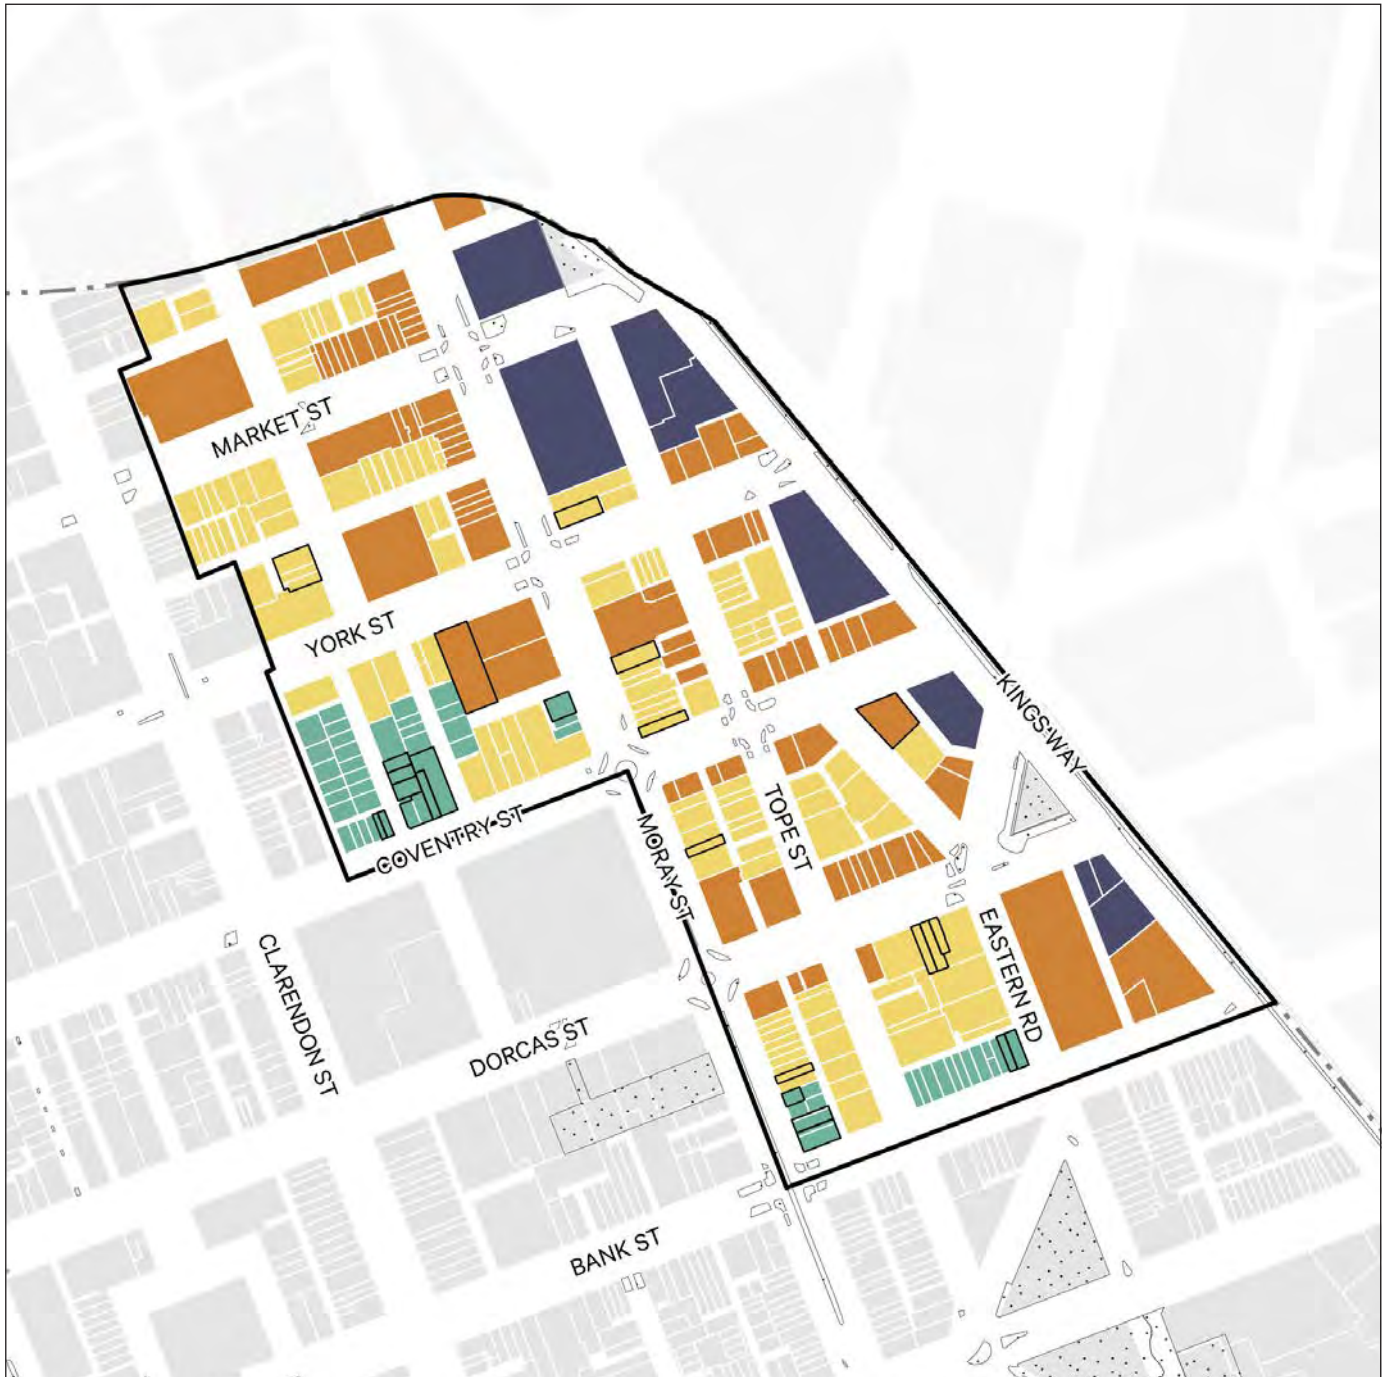 MARKET ST
YORK ST
KINGS WAY
TOPE ST
COVENTRY ST
MORAY ST
EASTERN RD
CLARENDON ST
DORCAS ST
BANK ST